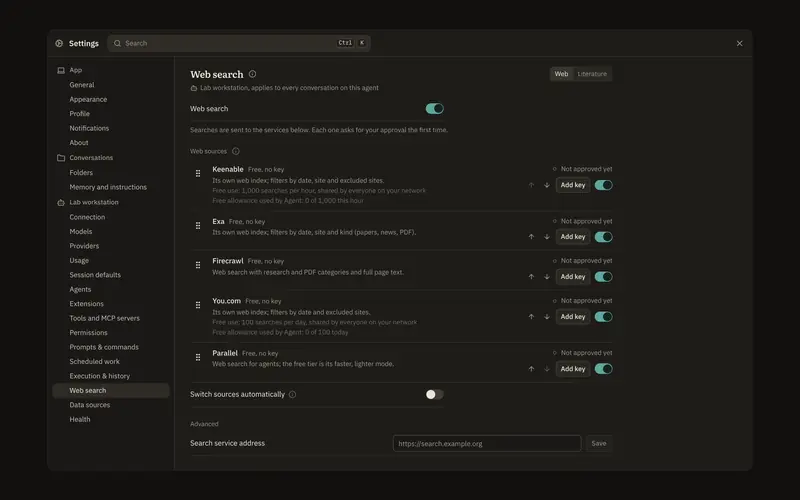 Settings
Search
Ctrl K
App
General
Appearance
Profile
Notifications
About
Conversations
Folders
Memory and instructions
Lab workstation
Connection
Models
Providers
Usage
Session defaults
Agents
Extensions
Tools and MCP servers
Permissions
Prompts & commands
Scheduled work
Execution & history
Web search
Data sources
Health
Web search
Web Literature
Lab workstation, applies to every conversation on this agent
Web search
Searches are sent to the services below. Each one asks for your approval the first time.
Web sources
Keenable Free, no key
Not approved yet
Its own web index; filters by date, site and excluded sites.
Add key
Free use: 1,000 searches per hour, shared by everyone on your network
Free allowance used by Agent: 0 of 1,000 this hour
Exa Free, no key
Not approved yet
Its own web index; filters by date, site and kind (papers, news, PDF).
Add key
Firecrawl Free, no key
Not approved yet
Web search with research and PDF categories and full page text.
Add key
You.com Free, no key
Not approved yet
Its own web index; filters by date and excluded sites.
Add key
Free use: 100 searches per day, shared by everyone on your network
Free allowance used by Agent: 0 of 100 today
Parallel Free, no key
Not approved yet
Web search for agents; the free tier is its faster, lighter mode.
Add key
Switch sources automatically
Advanced
Search service address
https://search.example.org
Save